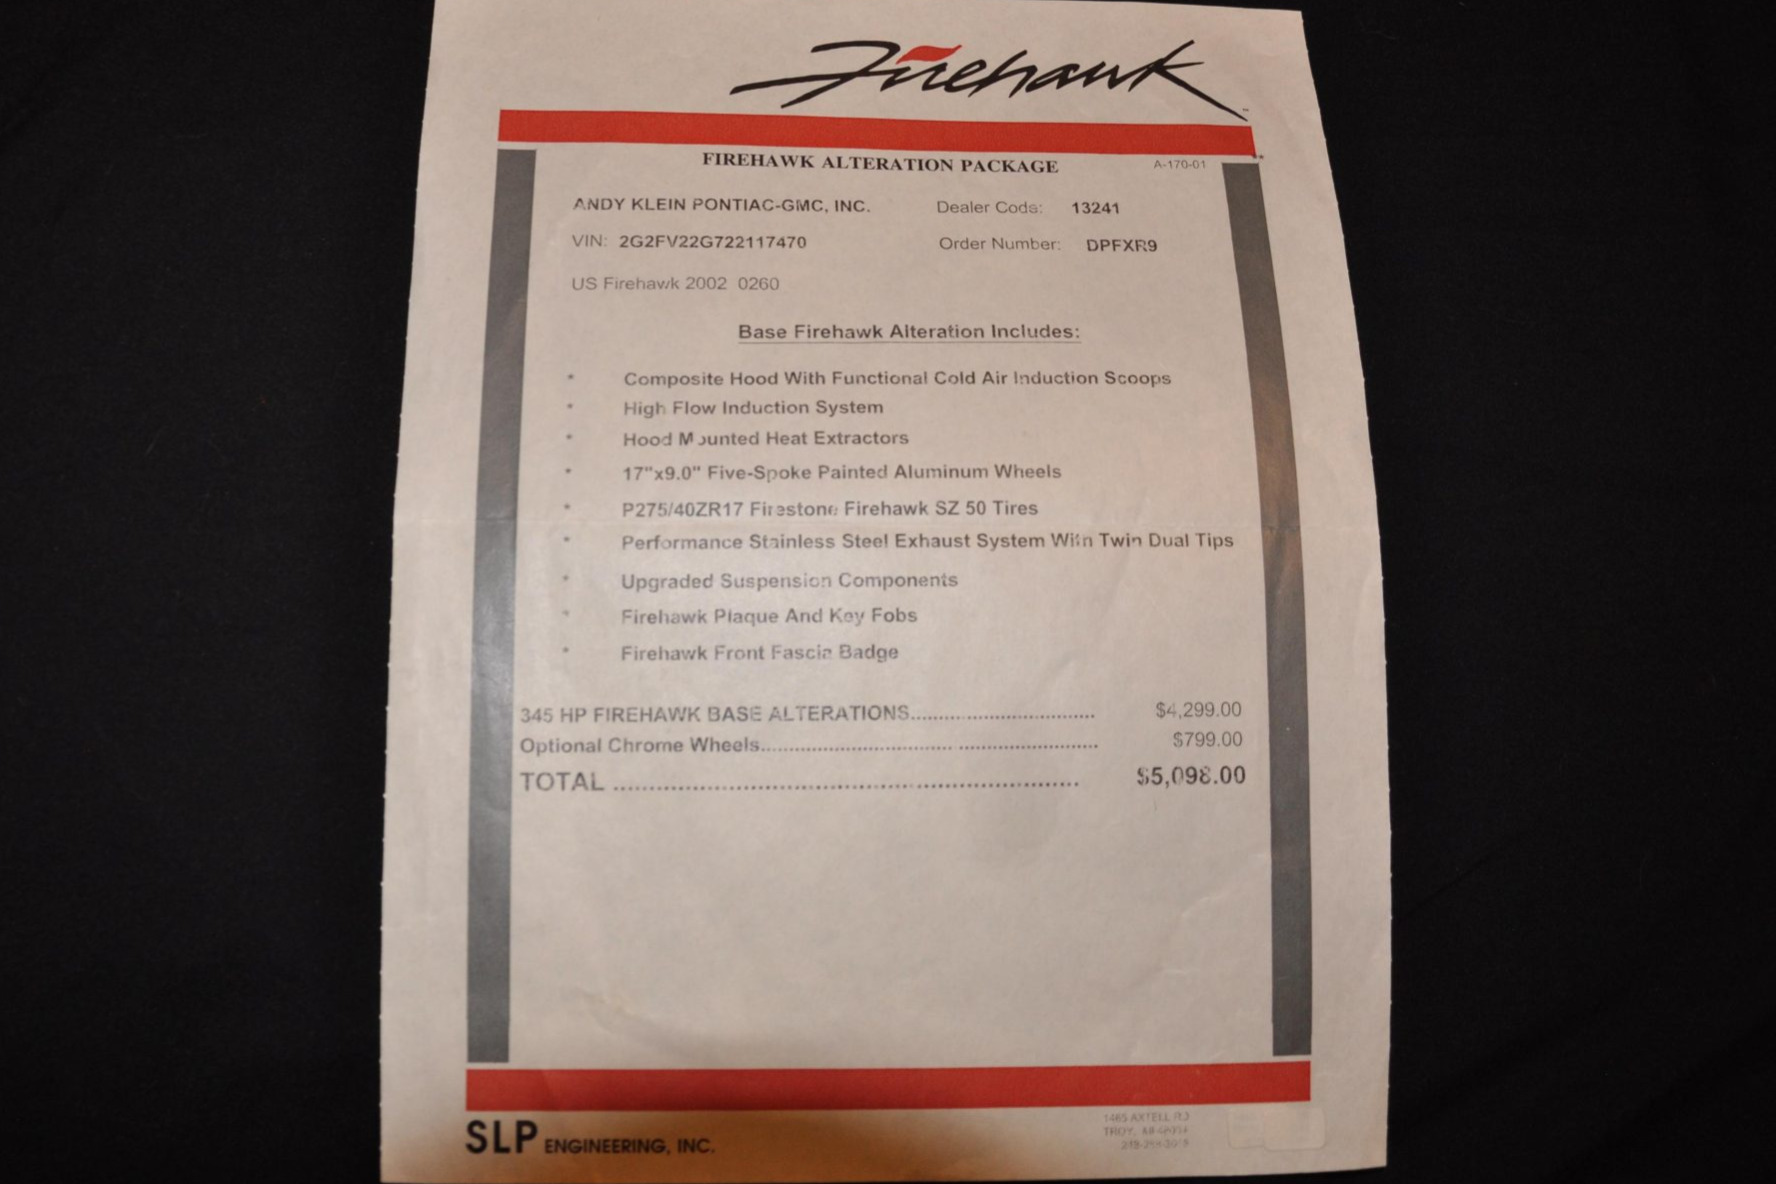 Firehawk
FIREHAWK ALTERATION PACKAGE A-170-01
ANDY KLEIN PONTIAC-GMC, INC. Dealer Code: 13241
VIN: 2G2FV22G722117470 Order Number: DPFXR9
US Firehawk 2002 0260
Base Firehawk Alteration Includes:
* Composite Hood With Functional Cold Air Induction Scoops
* High Flow Induction System
* Hood Mounted Heat Extractors
* 17"x9.0" Five-Spoke Painted Aluminum Wheels
* P275/40ZR17 Firestone Firehawk SZ 50 Tires
* Performance Stainless Steel Exhaust System With Twin Dual Tips
* Upgraded Suspension Components
* Firehawk Plaque And Key Fobs
* Firehawk Front Fascia Badge
345 HP FIREHAWK BASE ALTERATIONS........................................ $4,299.00
Optional Chrome Wheels........................................................ $799.00
TOTAL ........................................................ $5,098.00
SLP ENGINEERING, INC.
1465 AXTELL RD
TROY,